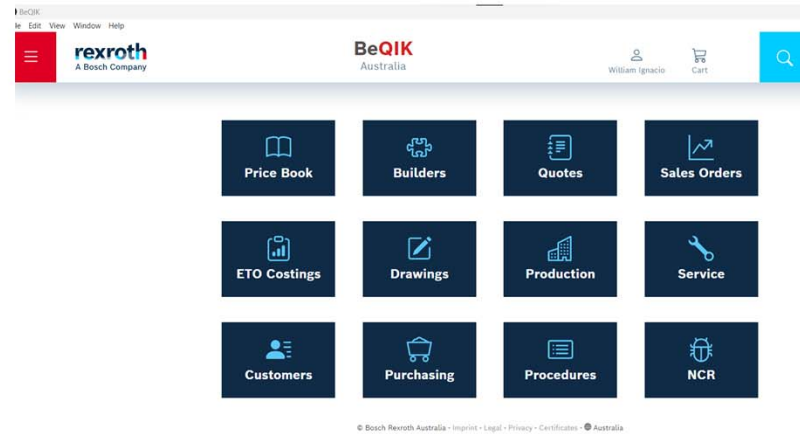 BeQIK
le Edit View Window Help
rexroth
A Bosch Company
BeQIK
Australia
William Ignacio
Cart
Price Book
Builders
Quotes
Sales Orders
ETO Costings
Drawings
Production
Service
Customers
Purchasing
Procedures
NCR
© Bosch Rexroth Australia - Imprint - Legal - Privacy - Certificates - Australia